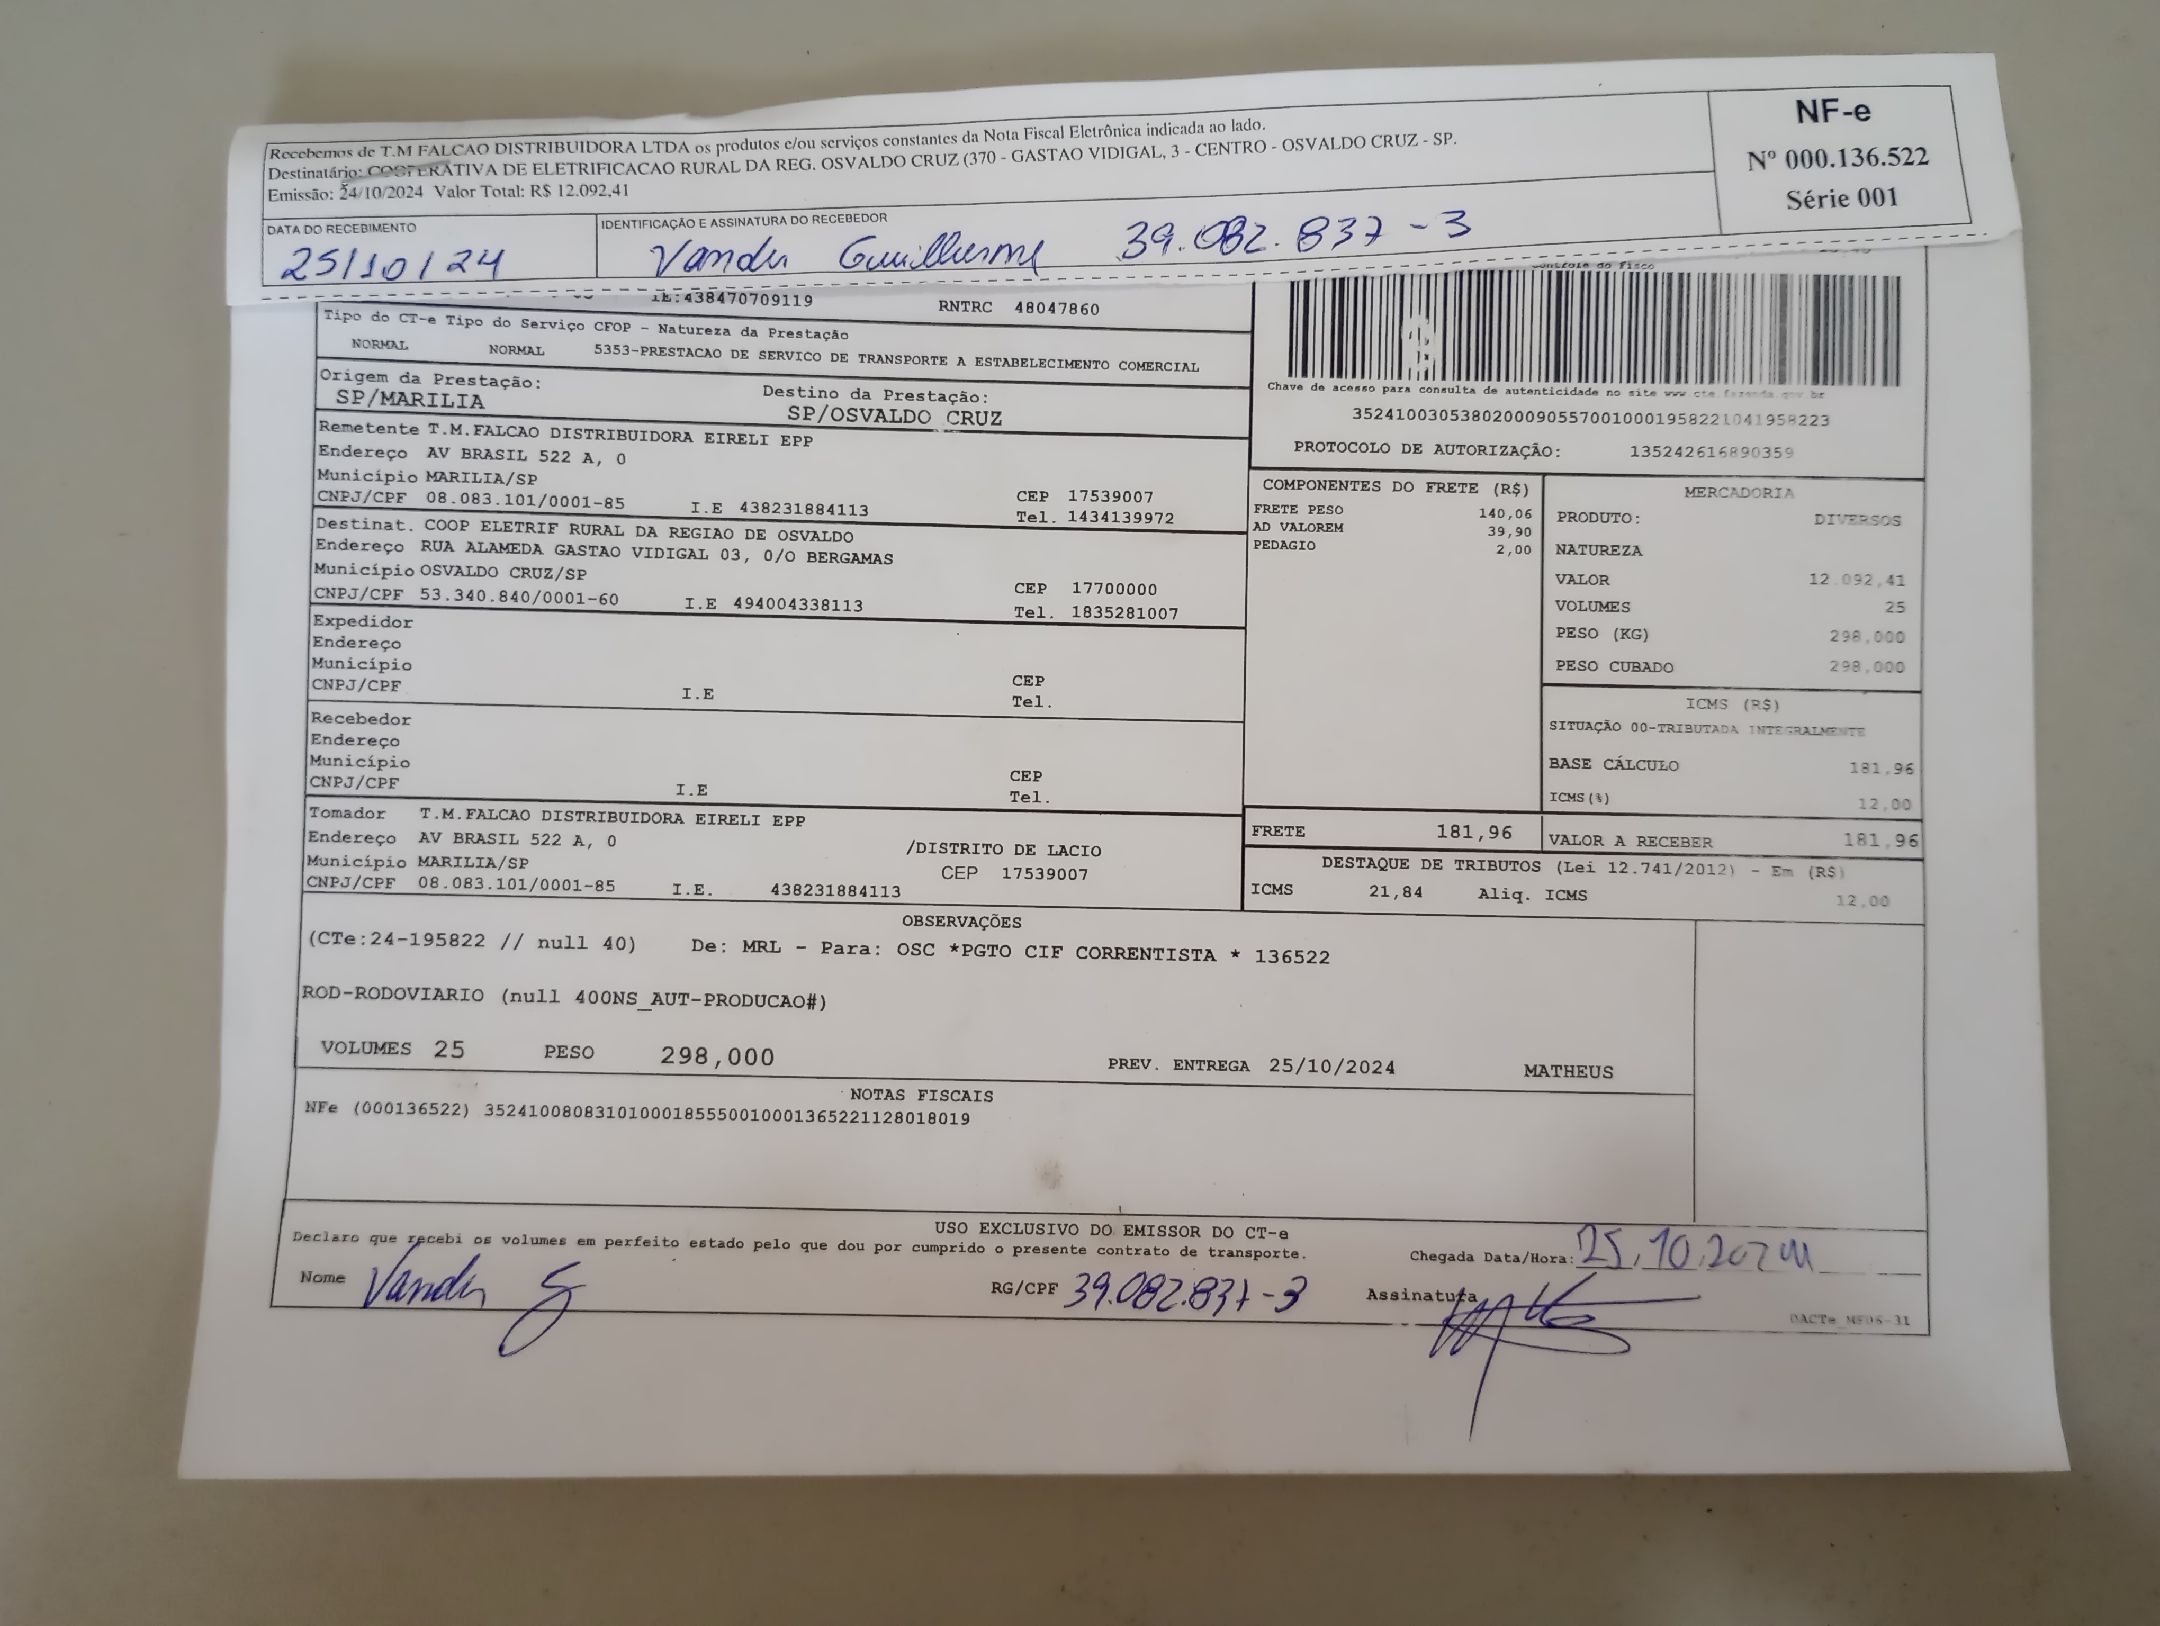 Recebemos de T.M FALCAO DISTRIBUIDORA LTDA os produtos e/ou serviços constantes da Nota Fiscal Eletrônica indicada ao lado.
Destinatário: COOPERATIVA DE ELETRIFICACAO RURAL DA REG. OSVALDO CRUZ (370 - GASTAO VIDIGAL, 3 - CENTRO - OSVALDO CRUZ - SP.
Emissão: 24/10/2024 Valor Total: R$ 12.092,41
NF-e
Nº 000.136.522
Série 001
DATA DO RECEBIMENTO
25/10/24
IDENTIFICAÇÃO E ASSINATURA DO RECEBEDOR
Vander Guilherme 39.082.837-3
IE:438470709119 RNTRC 48047860
Tipo do CT-e Tipo do Serviço CFOP - Natureza da Prestação
NORMAL NORMAL 5353-PRESTACAO DE SERVICO DE TRANSPORTE A ESTABELECIMENTO COMERCIAL
Origem da Prestação: Destino da Prestação:
SP/MARILIA SP/OSVALDO CRUZ
Remetente T.M.FALCAO DISTRIBUIDORA EIRELI EPP
Endereço AV BRASIL 522 A, 0
Município MARILIA/SP CEP 17539007
CNPJ/CPF 08.083.101/0001-85 I.E 438231884113 Tel. 1434139972
Destinat. COOP ELETRIF RURAL DA REGIAO DE OSVALDO
Endereço RUA ALAMEDA GASTAO VIDIGAL 03, 0/O BERGAMAS
Município OSVALDO CRUZ/SP CEP 17700000
CNPJ/CPF 53.340.840/0001-60 I.E 494004338113 Tel. 1835281007
Expedidor
Endereço
Município CEP
CNPJ/CPF I.E Tel.
Recebedor
Endereço
Município CEP
CNPJ/CPF I.E Tel.
Tomador T.M.FALCAO DISTRIBUIDORA EIRELI EPP
Endereço AV BRASIL 522 A, 0 /DISTRITO DE LACIO
Município MARILIA/SP CEP 17539007
CNPJ/CPF 08.083.101/0001-85 I.E. 438231884113
controle do fisco
Chave de acesso para consulta de autenticidade no site www.cte.fazenda.gov.br
35241003053802000905570010001958221041958223
PROTOCOLO DE AUTORIZAÇÃO: 135242616890359
COMPONENTES DO FRETE (R$)
FRETE PESO 140,06
AD VALOREM 39,90
PEDAGIO 2,00
MERCADORIA
PRODUTO: DIVERSOS
NATUREZA
VALOR 12.092,41
VOLUMES 25
PESO (KG) 298,000
PESO CUBADO 298,000
ICMS (R$)
SITUAÇÃO 00-TRIBUTADA INTEGRALMENTE
BASE CÁLCULO 181,96
ICMS(%) 12,00
FRETE 181,96 VALOR A RECEBER 181,96
DESTAQUE DE TRIBUTOS (Lei 12.741/2012) - Em (R$)
ICMS 21,84 Aliq. ICMS 12,00
OBSERVAÇÕES
(CTe:24-195822 // null 40) De: MRL - Para: OSC *PGTO CIF CORRENTISTA * 136522
ROD-RODOVIARIO (null 400NS_AUT-PRODUCAO#)
VOLUMES 25 PESO 298,000 PREV. ENTREGA 25/10/2024 MATHEUS
NOTAS FISCAIS
NFe (000136522) 35241008083101000185550010001365221128018019
USO EXCLUSIVO DO EMISSOR DO CT-e
Declaro que recebi os volumes em perfeito estado pelo que dou por cumprido o presente contrato de transporte.
Chegada Data/Hora: 25.10.2024
Nome Vander G RG/CPF 39.082.837-3 Assinatura
DACTe_NF06-31